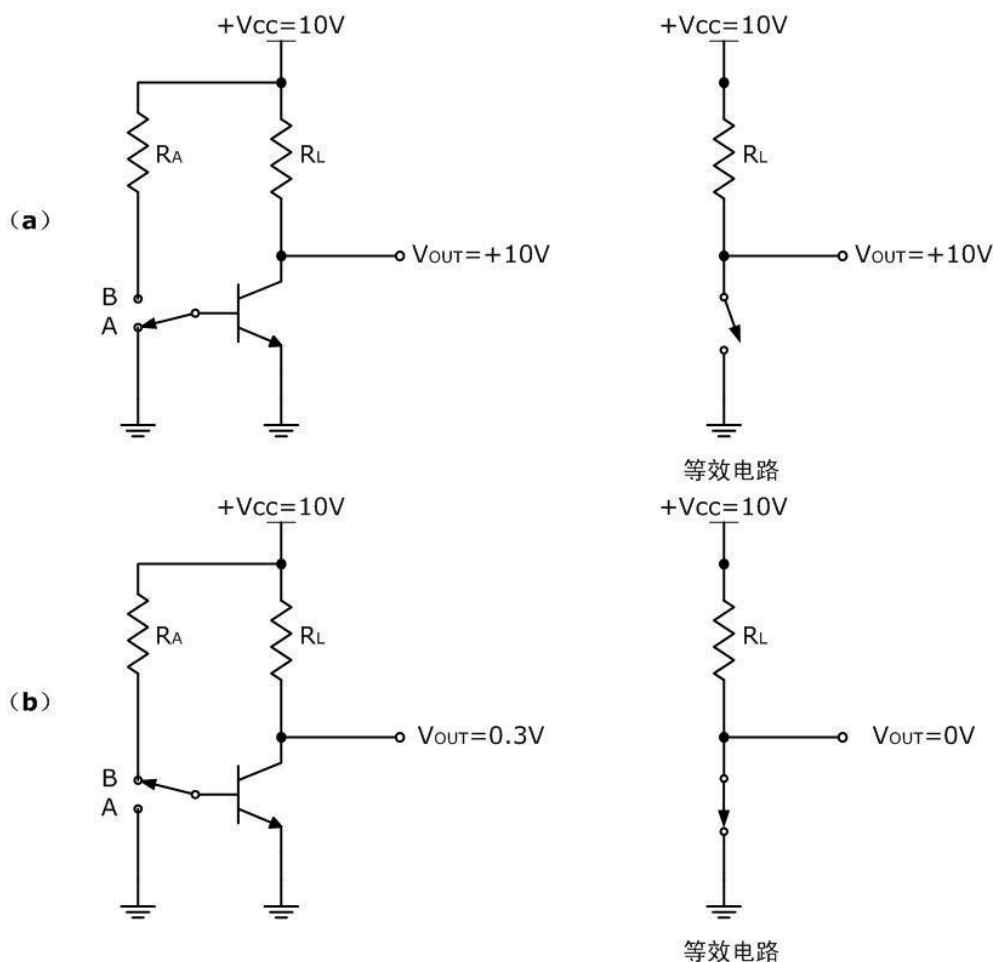 +Vcc=10V
+Vcc=10V
RA
RL
RL
(a)
VOUT=+10V
VOUT=+10V
B
A
等效电路
+Vcc=10V
+Vcc=10V
RA
RL
RL
(b)
VOUT=0.3V
VOUT=0V
B
A
等效电路